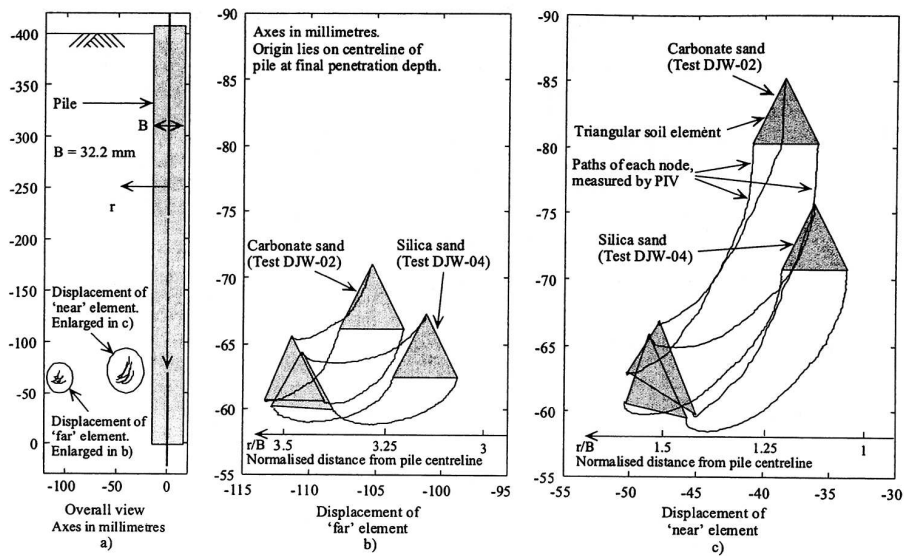 -400
-350
-300
-250
-200
-150
-100
-50
0
Pile
B
B = 32.2 mm
r
Displacement of
'near' element.
Enlarged in c)
Displacement of
'far' element.
Enlarged in b)
-100
-50
0
Overall view
Axes in millimetres
a)
-90
-85
-80
-75
-70
-65
-60
-55
Axes in millimetres.
Origin lies on centreline of
pile at final penetration depth.
Carbonate sand
(Test DJW-02)
Silica sand
(Test DJW-04)
r/B
3.5
3.25
3
Normalised distance from pile centreline
-115
-110
-105
-100
-95
Displacement of
'far' element
b)
-90
-85
-80
-75
-70
-65
-60
-55
Carbonate sand
(Test DJW-02)
Triangular soil element
Paths of each node,
measured by PIV
Silica sand
(Test DJW-04)
r/B
1.5
1.25
1
Normalised distance from pile centreline
-50
-45
-40
-35
-30
Displacement of
'near' element
c)